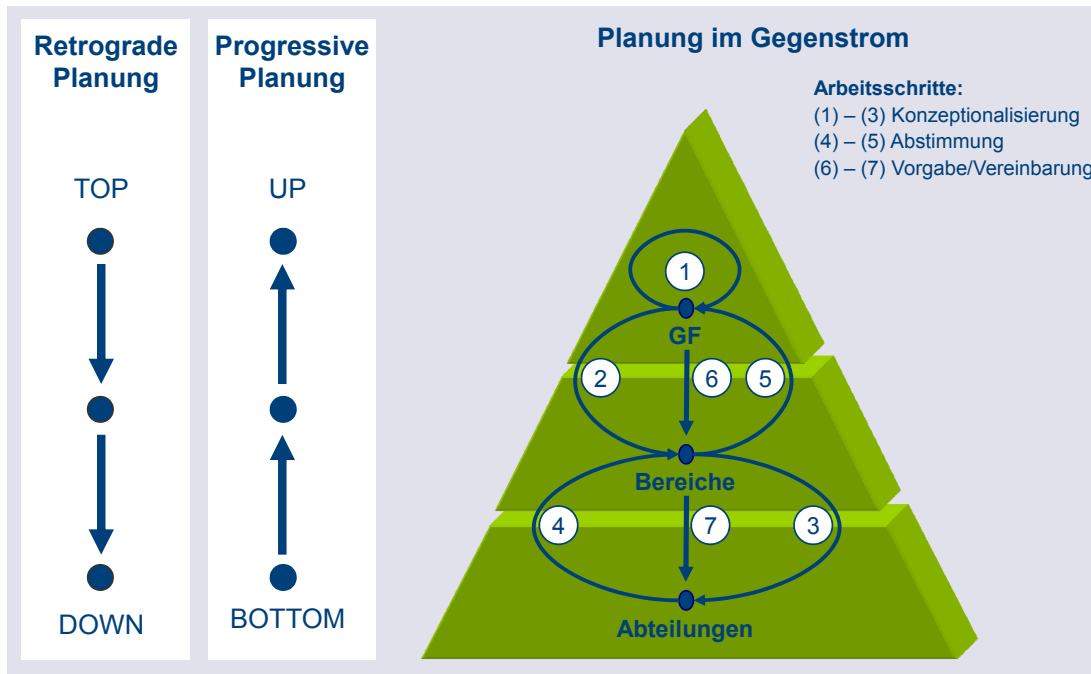 Retrograde
Planung
TOP
DOWN
Progressive
Planung
UP
BOTTOM
Planung im Gegenstrom
Arbeitsschritte:
(1) – (3) Konzeptionalisierung
(4) – (5) Abstimmung
(6) – (7) Vorgabe/Vereinbarung
1
GF
2
6
5
Bereiche
4
7
3
Abteilungen